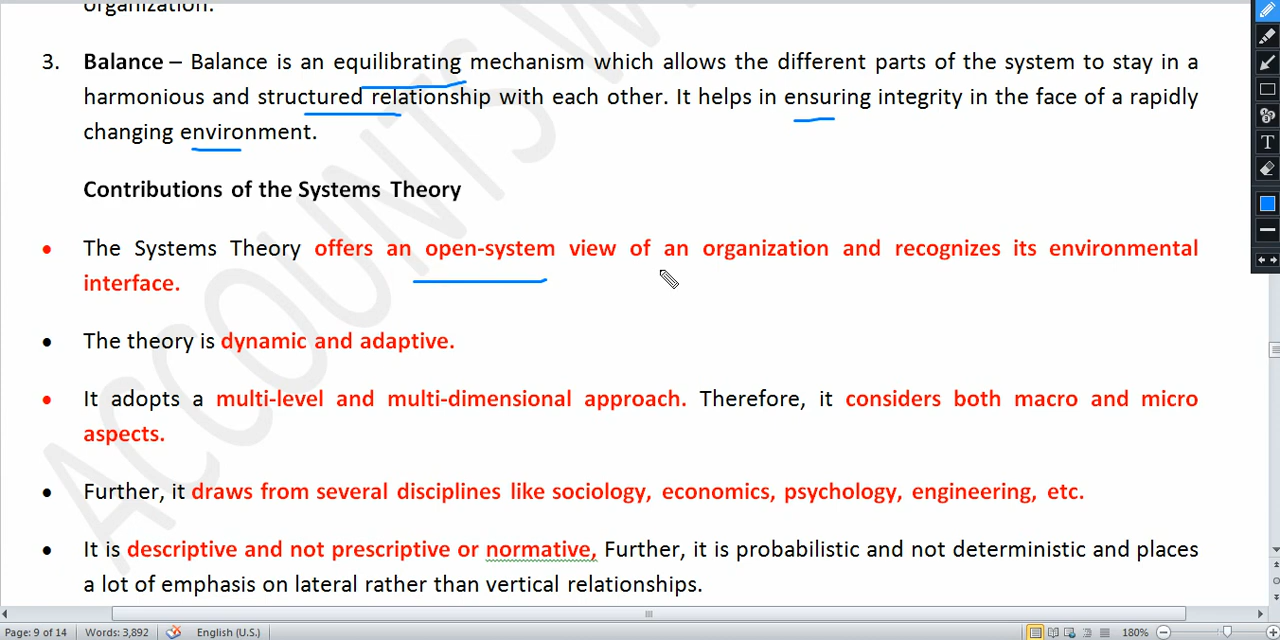 organization.
3. Balance – Balance is an equilibrating mechanism which allows the different parts of the system to stay in a
harmonious and structured relationship with each other. It helps in ensuring integrity in the face of a rapidly
changing environment.
Contributions of the Systems Theory
• The Systems Theory offers an open-system view of an organization and recognizes its environmental
interface.
• The theory is dynamic and adaptive.
• It adopts a multi-level and multi-dimensional approach. Therefore, it considers both macro and micro
aspects.
• Further, it draws from several disciplines like sociology, economics, psychology, engineering, etc.
• It is descriptive and not prescriptive or normative, Further, it is probabilistic and not deterministic and places
a lot of emphasis on lateral rather than vertical relationships.
ACCOUNTS W
T
Page: 9 of 14 Words: 3,892 English (U.S.) 180%